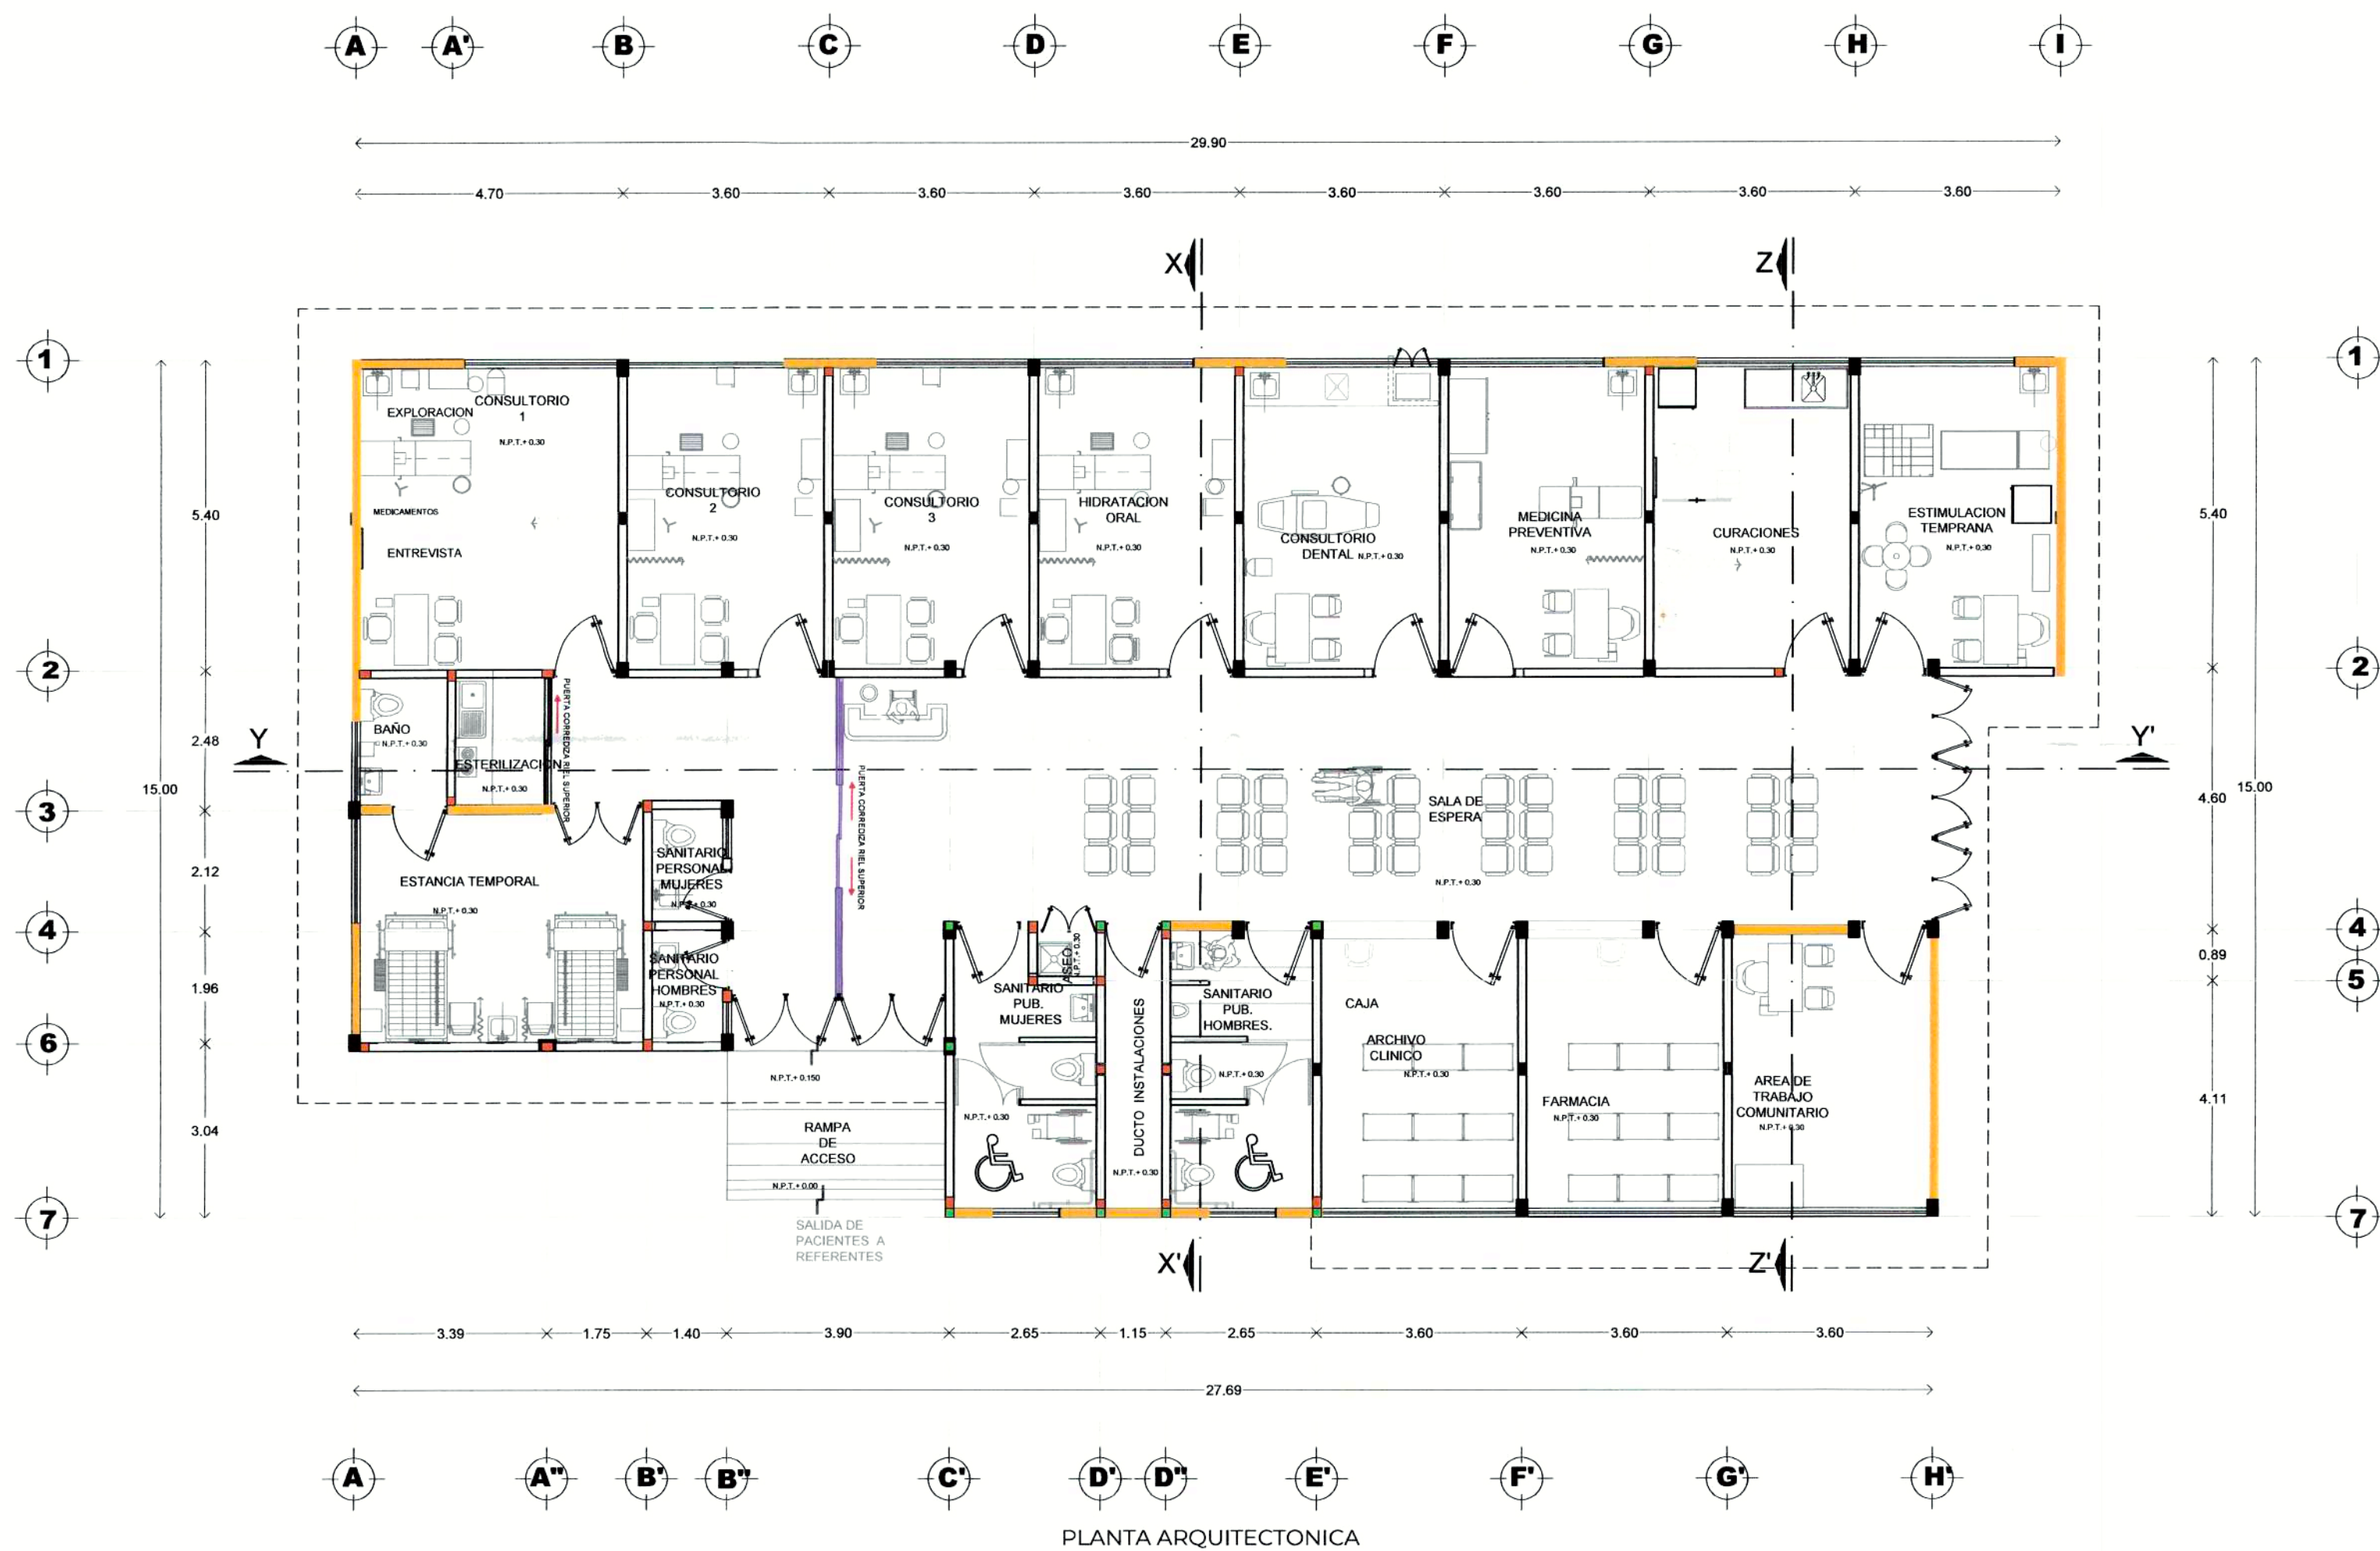 A A' B C D E F G H I
29.90
4.70 3.60 3.60 3.60 3.60 3.60 3.60 3.60
X Z
1 1
EXPLORACION
CONSULTORIO
1
N.P.T.+ 0.30
MEDICAMENTOS
ENTREVISTA
CONSULTORIO
2
N.P.T.+ 0.30
CONSULTORIO
3
N.P.T.+ 0.30
HIDRATACION
ORAL
N.P.T.+ 0.30
CONSULTORIO
DENTAL N.P.T.+ 0.30
MEDICINA
PREVENTIVA
N.P.T.+ 0.30
CURACIONES
N.P.T.+ 0.30
ESTIMULACION
TEMPRANA
N.P.T.+ 0.30
5.40 5.40
2 2
BAÑO
N.P.T.+ 0.30
ESTERILIZACION
N.P.T.+ 0.30
PUERTA CORREDIZA RIEL SUPERIOR
PUERTA CORREDIZA RIEL SUPERIOR
2.48
Y Y'
15.00 4.60 15.00
3
SALA DE
ESPERA
N.P.T.+ 0.30
2.12
ESTANCIA TEMPORAL
N.P.T.+ 0.30
SANITARIO
PERSONAL
MUJERES
N.P.T.+ 0.30
4 4
0.89
SANITARIO
PERSONAL
HOMBRES
N.P.T.+ 0.30
1.96
5
6
ASEO
N.P.T.+ 0.30
SANITARIO
PUB.
MUJERES
N.P.T.+ 0.30
DUCTO INSTALACIONES
N.P.T.+ 0.30
SANITARIO
PUB.
HOMBRES.
N.P.T.+ 0.30
CAJA
ARCHIVO
CLINICO
N.P.T.+ 0.30
FARMACIA
N.P.T.+ 0.30
AREA DE
TRABAJO
COMUNITARIO
N.P.T.+ 0.30
N.P.T.+ 0.150
RAMPA
DE
ACCESO
N.P.T.+ 0.00
3.04 4.11
7 7
SALIDA DE
PACIENTES A
REFERENTES
X' Z'
3.39 1.75 1.40 3.90 2.65 1.15 2.65 3.60 3.60 3.60
27.69
A A" B' B" C' D' D" E' F' G' H'
PLANTA ARQUITECTONICA